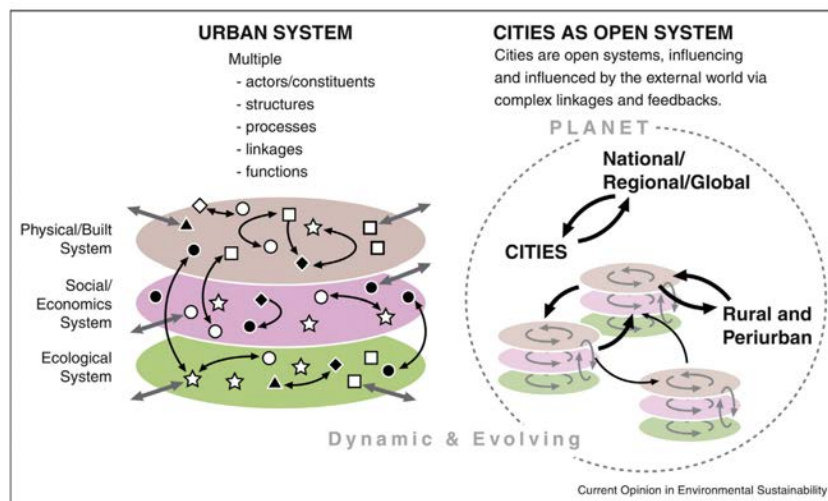 URBAN SYSTEM
Multiple
- actors/constituents
- structures
- processes
- linkages
- functions
Physical/Built
System
Social/
Economics
System
Ecological
System
CITIES AS OPEN SYSTEM
Cities are open systems, influencing
and influenced by the external world via
complex linkages and feedbacks.
PLANET
National/
Regional/Global
CITIES
Rural and
Periurban
Dynamic & Evolving
Current Opinion in Environmental Sustainability